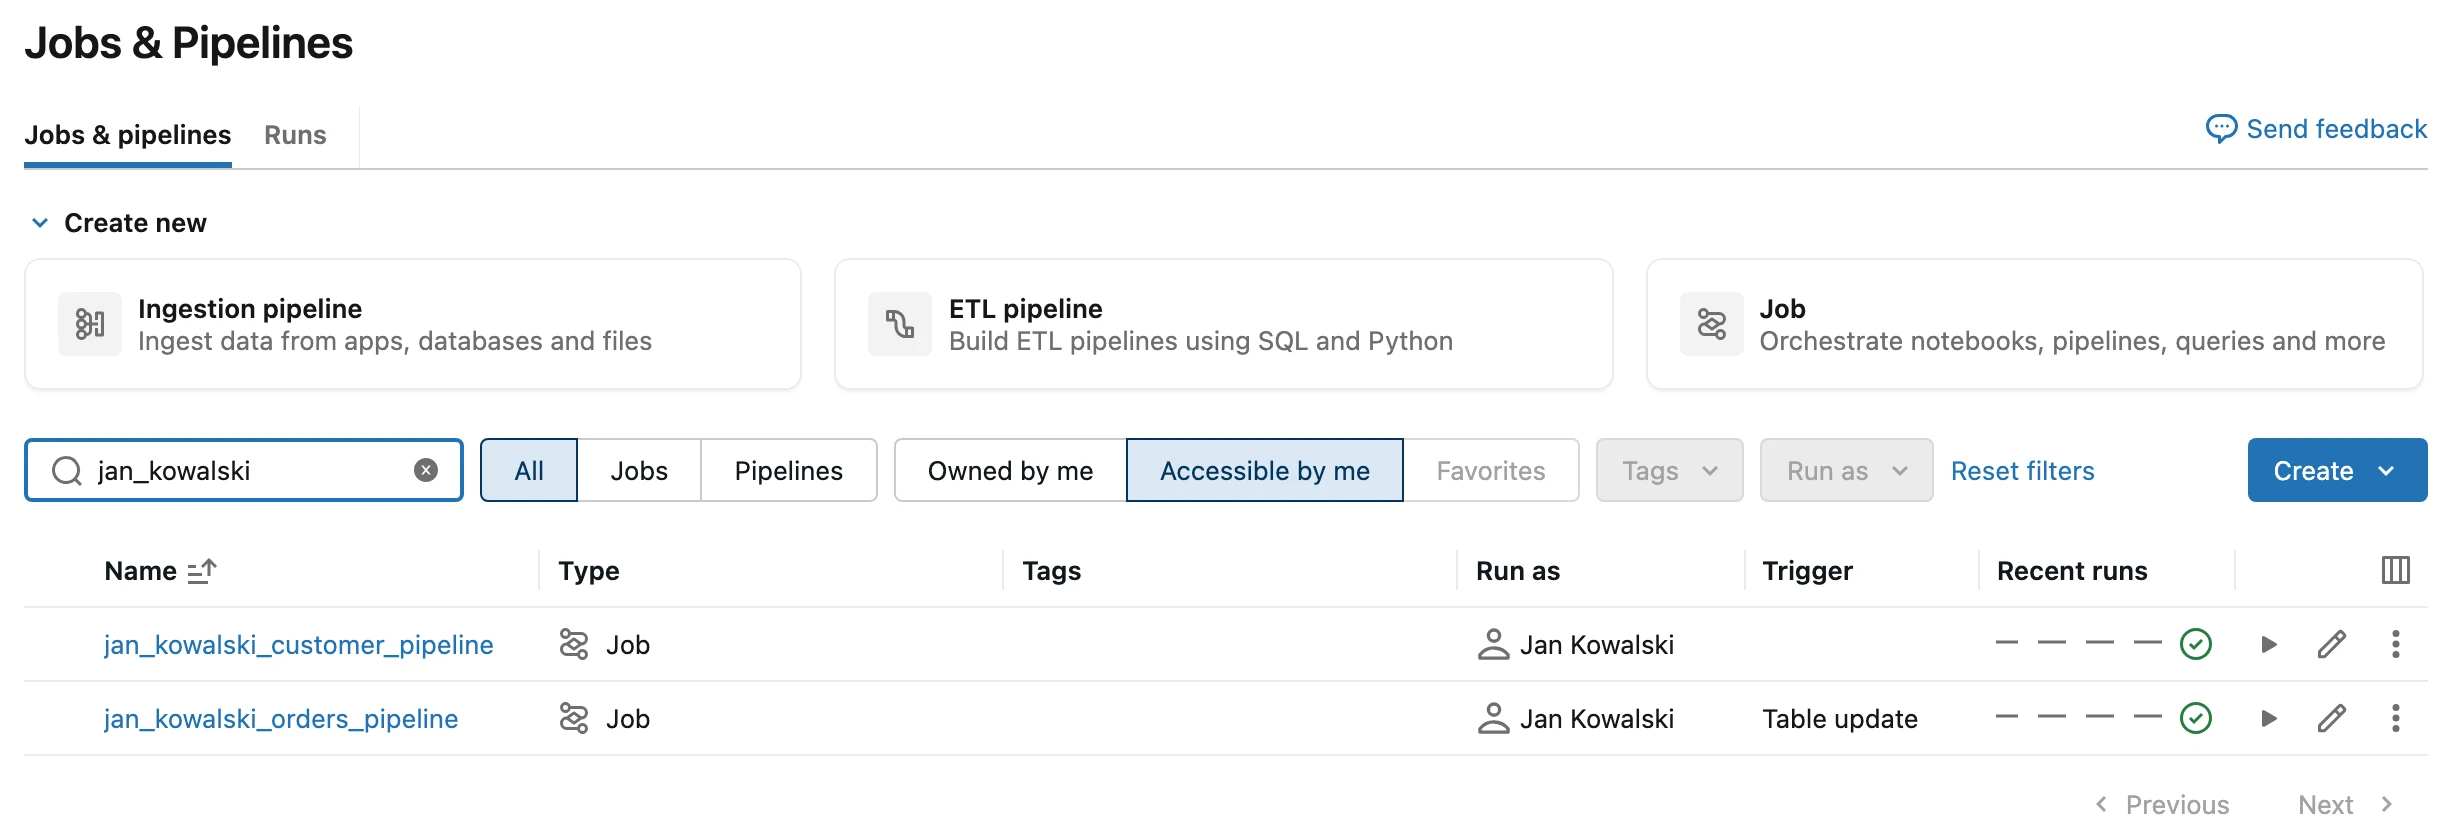 Jobs & Pipelines
Jobs & pipelines Runs Send feedback
Create new
Ingestion pipeline
Ingest data from apps, databases and files
ETL pipeline
Build ETL pipelines using SQL and Python
Job
Orchestrate notebooks, pipelines, queries and more
jan_kowalski All Jobs Pipelines Owned by me Accessible by me Favorites Tags Run as Reset filters Create
Name Type Tags Run as Trigger Recent runs
jan_kowalski_customer_pipeline Job Jan Kowalski
jan_kowalski_orders_pipeline Job Jan Kowalski Table update
Previous Next